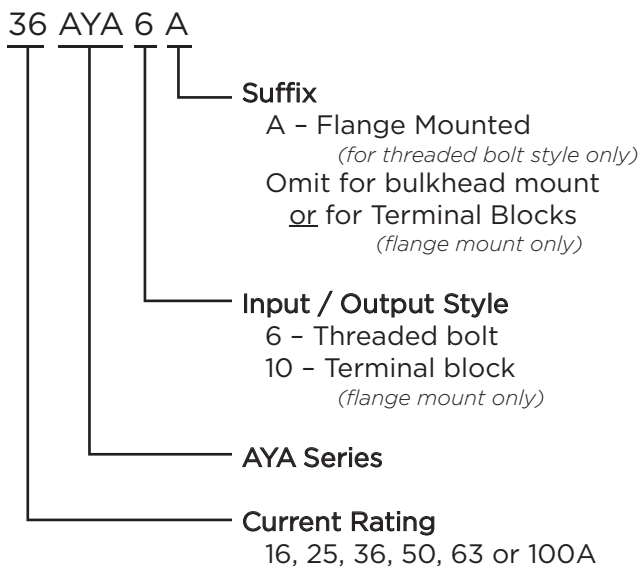 36 AYA 6 A
Suffix
A – Flange Mounted
(for threaded bolt style only)
Omit for bulkhead mount
or for Terminal Blocks
(flange mount only)
Input / Output Style
6 – Threaded bolt
10 – Terminal block
(flange mount only)
AYA Series
Current Rating
16, 25, 36, 50, 63 or 100A